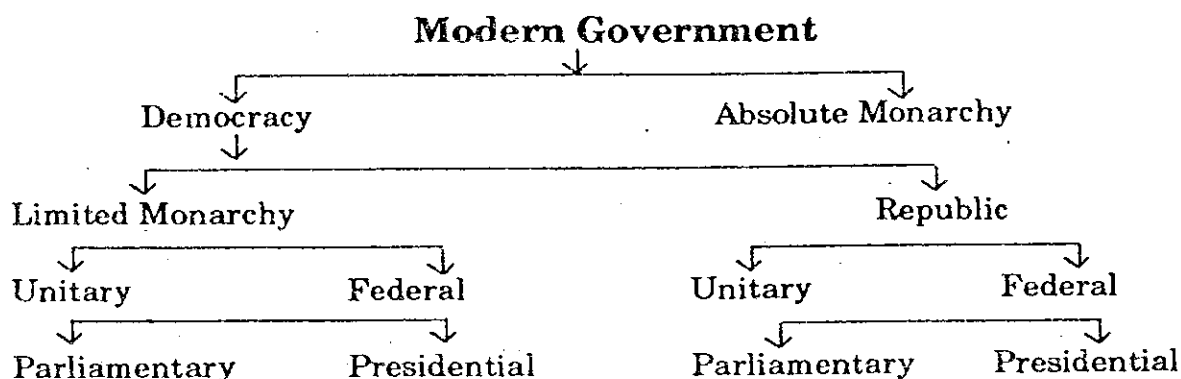 Modern Government
Democracy Absolute Monarchy
Limited Monarchy Republic
Unitary Federal Unitary Federal
Parliamentary Presidential Parliamentary Presidential